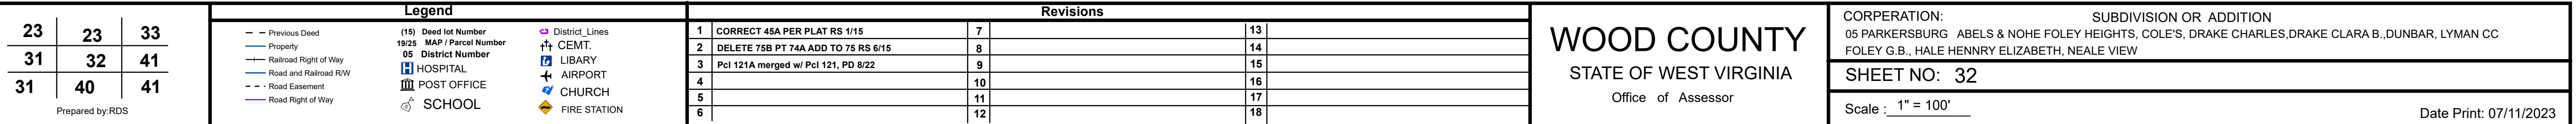 23 23 33
31 32 41
31 40 41
Prepared by:RDS
Legend
Previous Deed
Property
Railroad Right of Way
Road and Railroad R/W
Road Easement
Road Right of Way
(15) Deed lot Number
19/25 MAP / Parcel Number
05 District Number
H HOSPITAL
POST OFFICE
SCHOOL
District_Lines
CEMT.
LIBARY
AIRPORT
CHURCH
FIRE STATION
Revisions
1 CORRECT 45A PER PLAT RS 1/15
2 DELETE 75B PT 74A ADD TO 75 RS 6/15
3 Pcl 121A merged w/ Pcl 121, PD 8/22
4
5
6
7
8
9
10
11
12
13
14
15
16
17
18
WOOD COUNTY
STATE OF WEST VIRGINIA
Office of Assessor
CORPERATION: SUBDIVISION OR ADDITION
05 PARKERSBURG ABELS & NOHE FOLEY HEIGHTS, COLE'S, DRAKE CHARLES,DRAKE CLARA B.,DUNBAR, LYMAN CC
FOLEY G.B., HALE HENNRY ELIZABETH, NEALE VIEW
SHEET NO: 32
Scale : 1" = 100'
Date Print: 07/11/2023